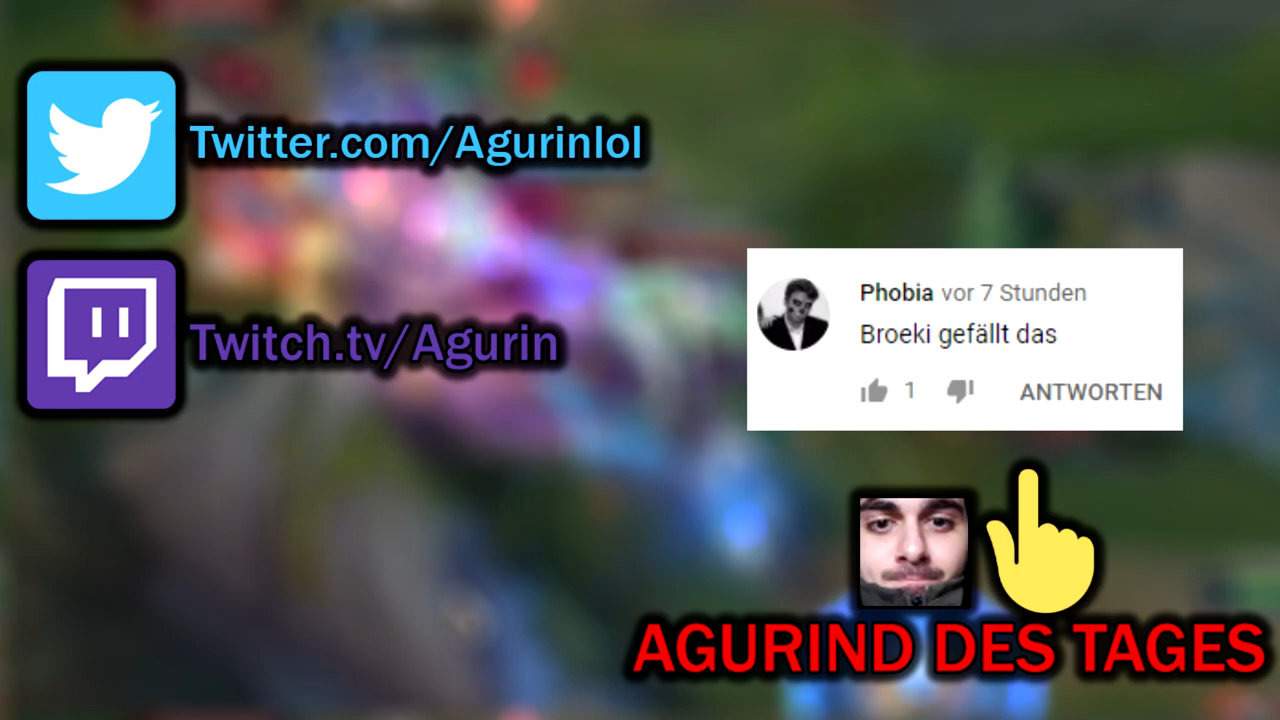 Twitter.com/Agurinlol
Twitch.tv/Agurin
Phobia vor 7 Stunden
Broeki gefällt das
1
ANTWORTEN
AGURIND DES TAGES